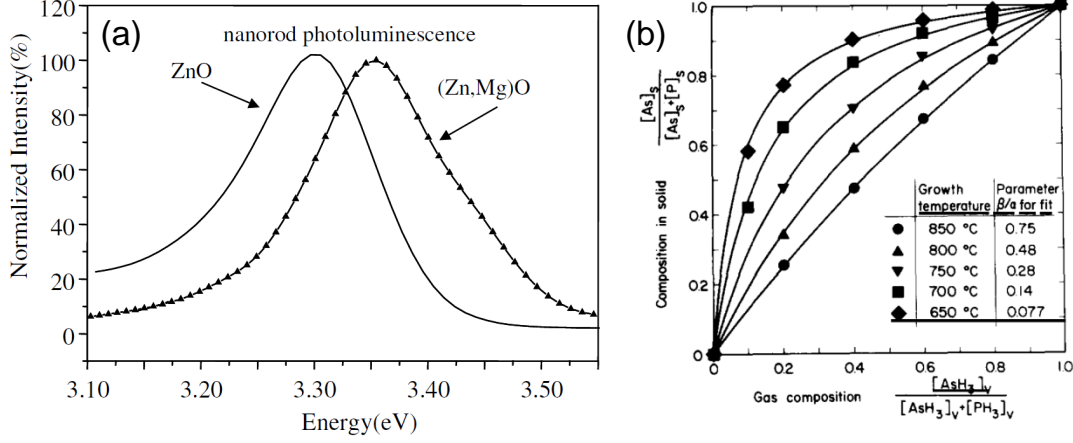 (a)
nanorod photoluminescence
ZnO
(Zn,Mg)O
Normalized Intensity(%)
120
100
80
60
40
20
0
3.10
3.20
3.30
3.40
3.50
Energy(eV)
(b)
Composition in solid [As]s / [As]s+[P]s
1.0
0.8
0.6
0.4
0.2
0
Growth temperature Parameter β/α for fit
850 °C 0.75
800 °C 0.48
750 °C 0.28
700 °C 0.14
650 °C 0.077
0 0.2 0.4 0.6 0.8 1.0
Gas composition [AsH3]v / [AsH3]v+[PH3]v